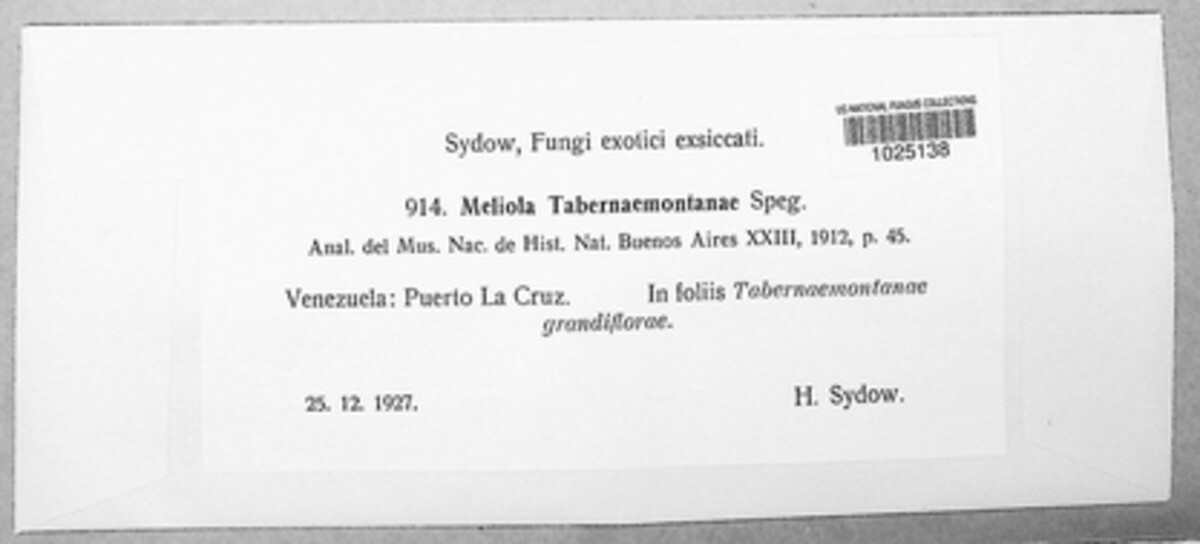 US NATIONAL FUNGUS COLLECTIONS
1025138
Sydow, Fungi exotici exsiccati.
914. Meliola Tabernaemontanae Speg.
Anal. del Mus. Nac. de Hist. Nat. Buenos Aires XXIII, 1912, p. 45.
Venezuela: Puerto La Cruz. In foliis Tabernaemontanae
grandiflorae.
25. 12. 1927. H. Sydow.